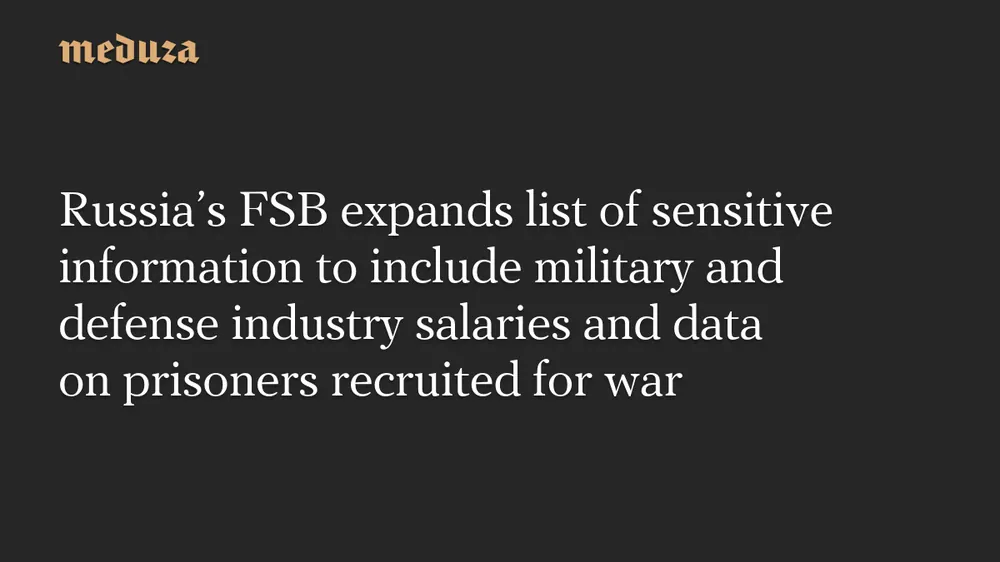 meduza
Russia’s FSB expands list of sensitive
information to include military and
defense industry salaries and data
on prisoners recruited for war